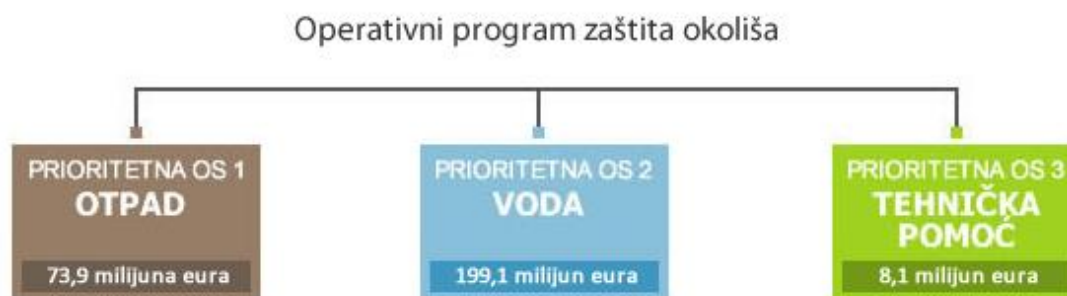 Operativni program zaštita okoliša
PRIORITETNA OS 1
OTPAD
73,9 milijuna eura
PRIORITETNA OS 2
VODA
199,1 milijun eura
PRIORITETNA OS 3
TEHNIČKA
POMOĆ
8,1 milijun eura